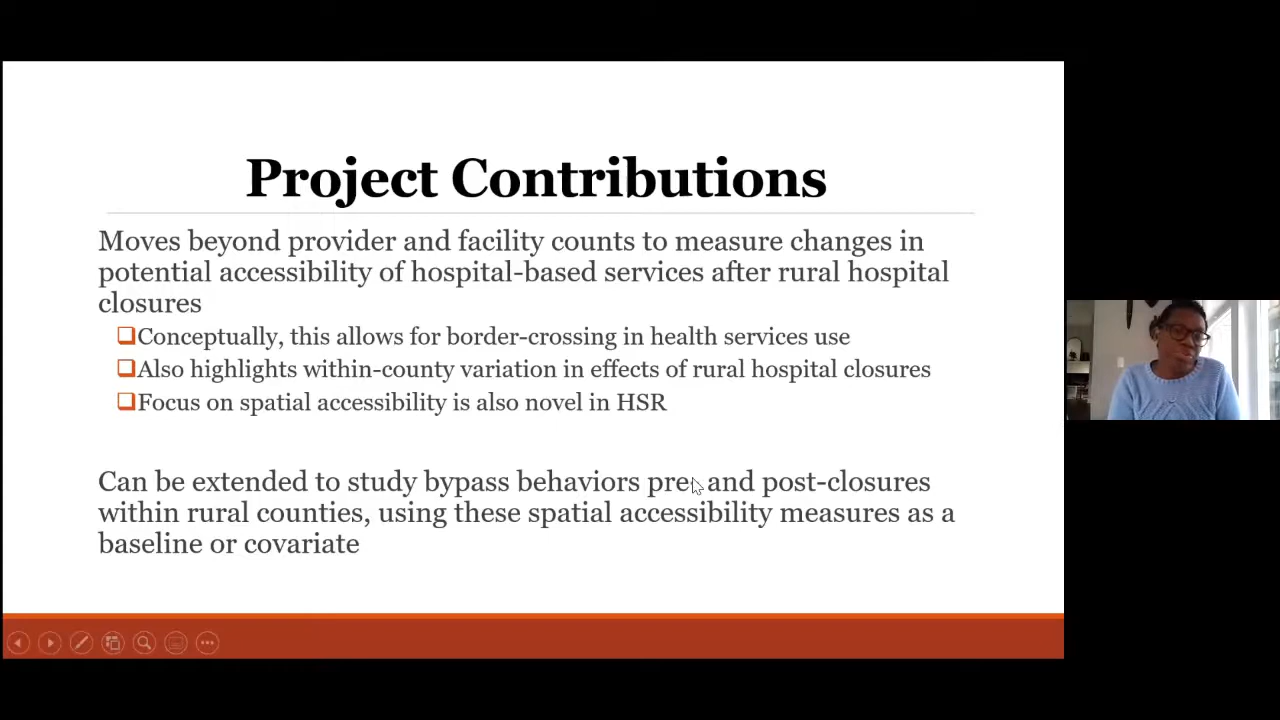 Project Contributions
Moves beyond provider and facility counts to measure changes in
potential accessibility of hospital-based services after rural hospital
closures
Conceptually, this allows for border-crossing in health services use
Also highlights within-county variation in effects of rural hospital closures
Focus on spatial accessibility is also novel in HSR
Can be extended to study bypass behaviors pre- and post-closures
within rural counties, using these spatial accessibility measures as a
baseline or covariate